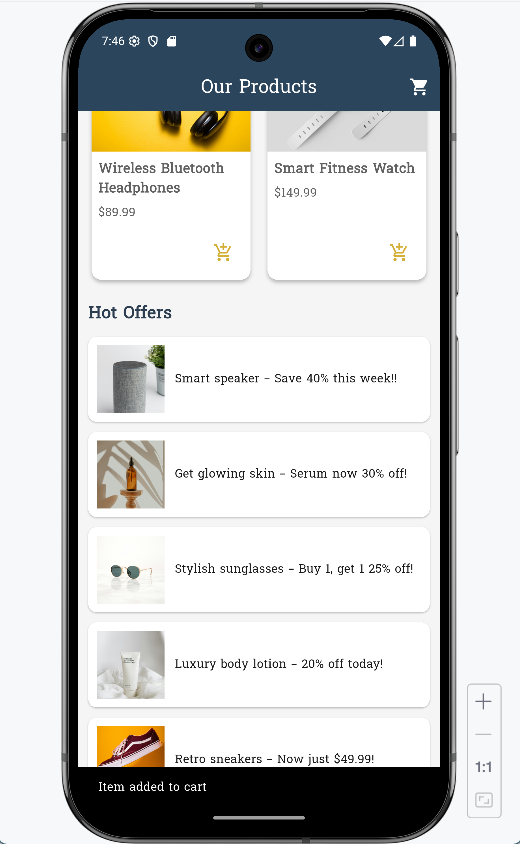 7:46
Our Products
Wireless Bluetooth
Headphones
$89.99
Smart Fitness Watch
$149.99
Hot Offers
Smart speaker – Save 40% this week!!
Get glowing skin – Serum now 30% off!
Stylish sunglasses – Buy 1, get 1 25% off!
Luxury body lotion – 20% off today!
Retro sneakers – Now just $49.99!
Item added to cart
1:1